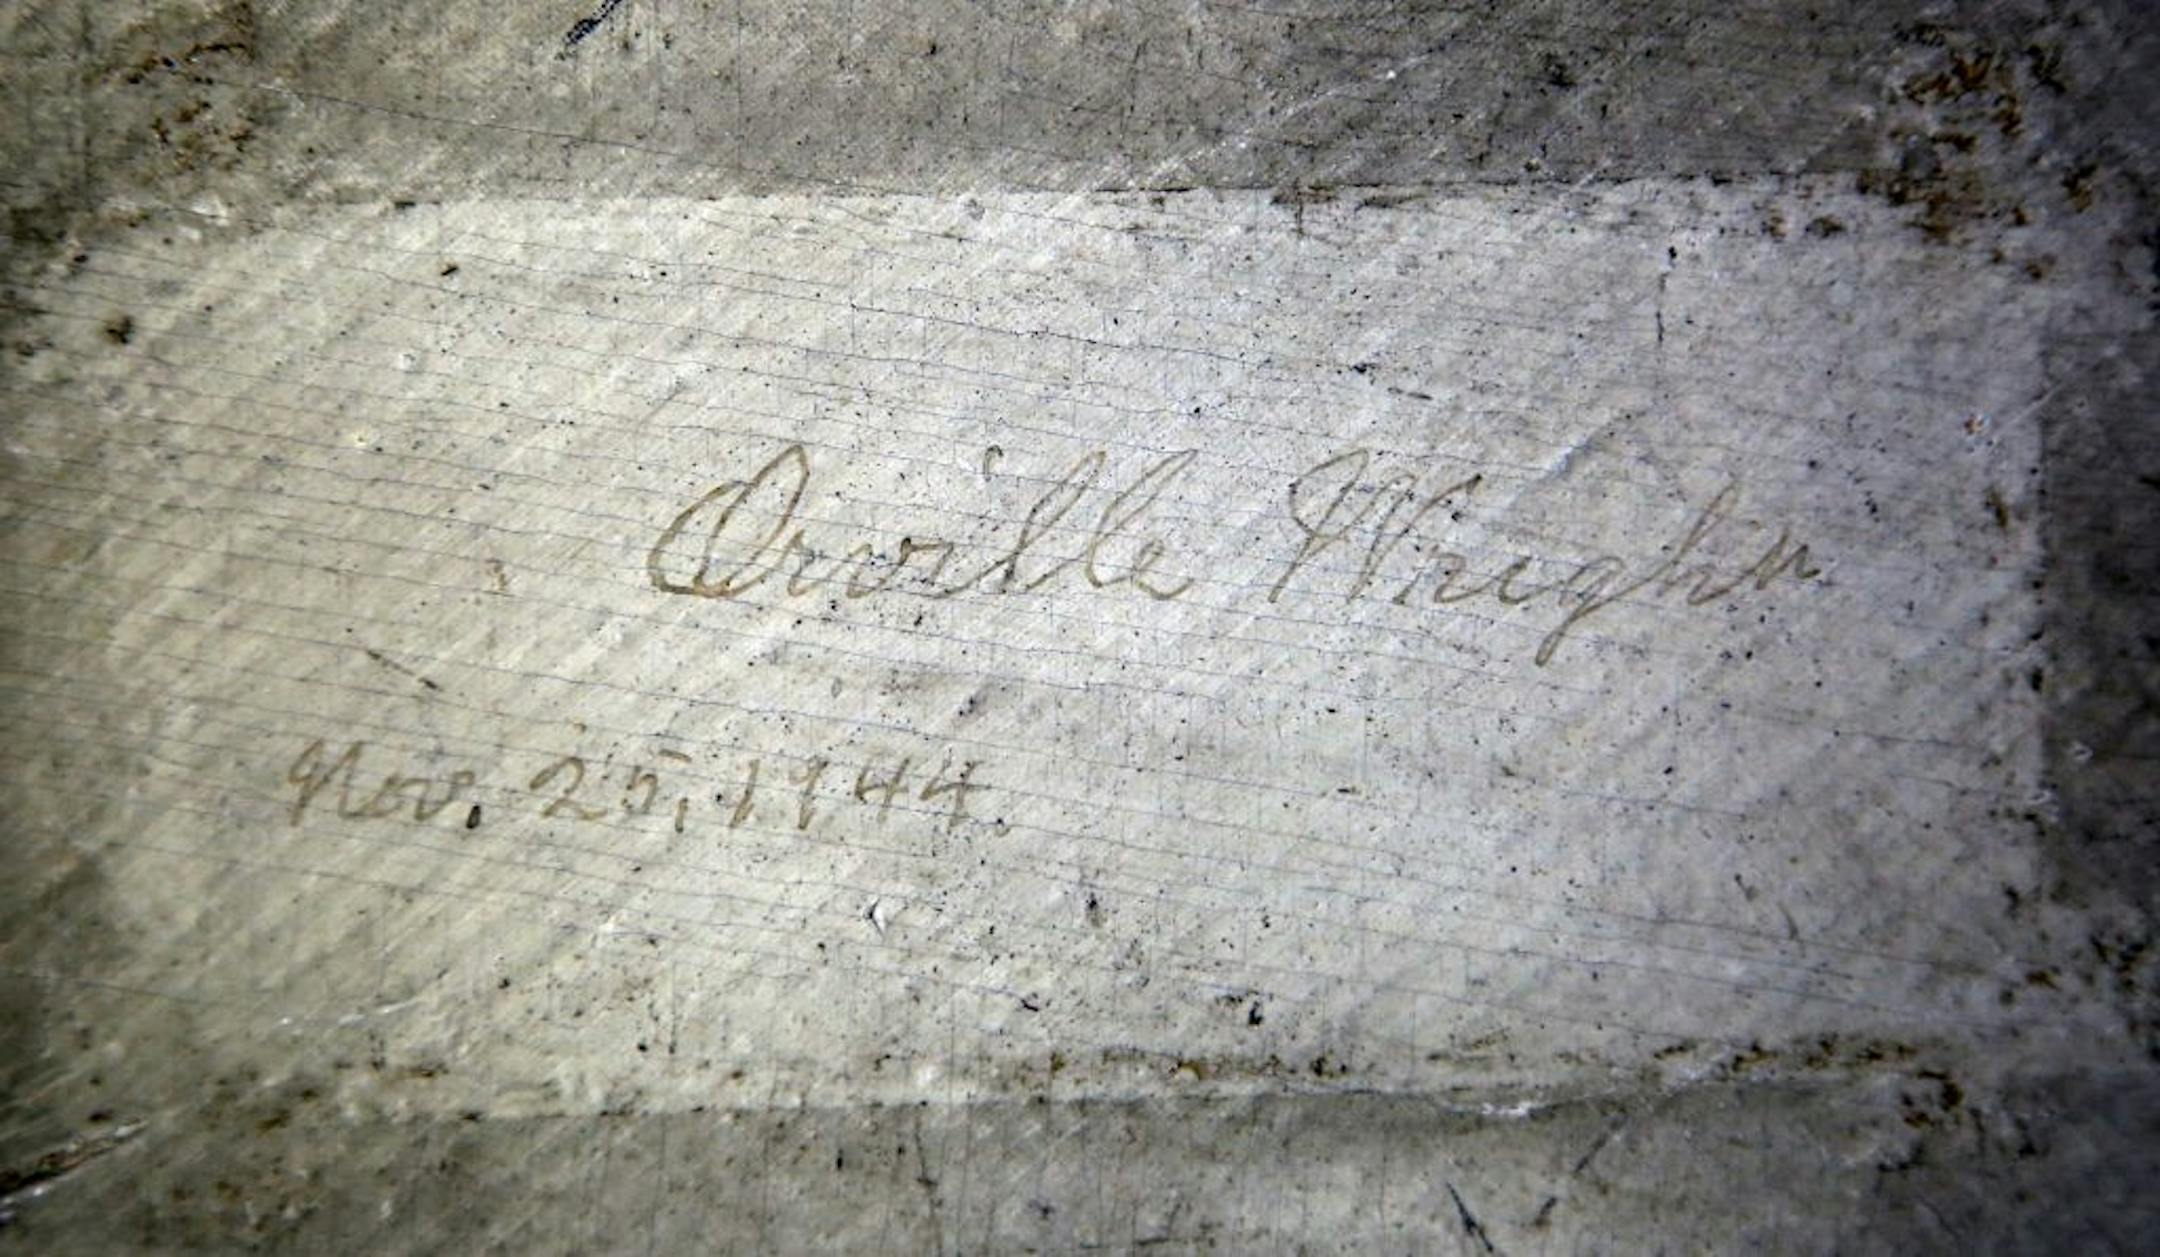 Orville Wright
Nov. 25, 1944.